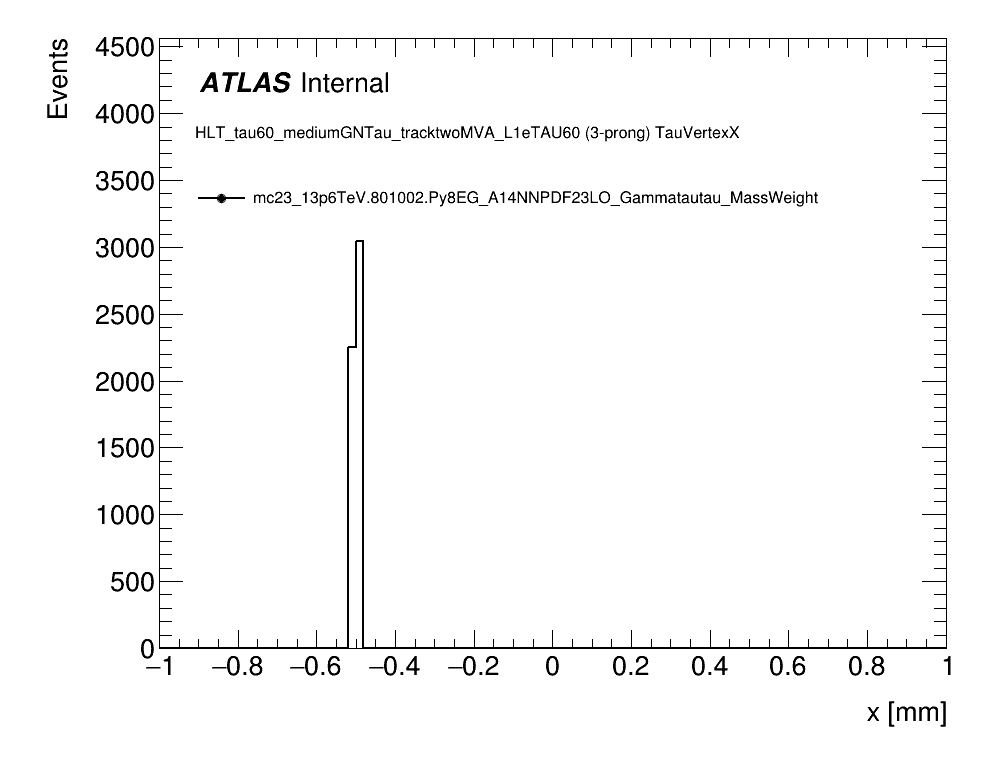 Events
4500
4000
3500
3000
2500
2000
1500
1000
500
0
ATLAS Internal
HLT_tau60_mediumGNTau_tracktwoMVA_L1eTAU60 (3-prong) TauVertexX
mc23_13p6TeV.801002.Py8EG_A14NNPDF23LO_Gammatautau_MassWeight
−1 −0.8 −0.6 −0.4 −0.2 0 0.2 0.4 0.6 0.8 1
x [mm]